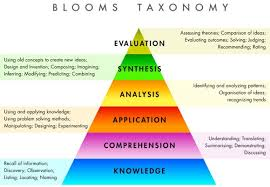 BLOOMS TAXONOMY
Assessing theories; Comparison of ideas;
Evaluating outcomes; Solving; Judging;
Recommending; Rating
EVALUATION
Using old concepts to create new ideas;
Design and Invention; Composing; Imagining;
Inferring; Modifying; Predicting; Combining
SYNTHESIS
Identifying and analyzing patterns;
Organisation of ideas;
recognizing trends
ANALYSIS
Using and applying knowledge;
Using problem solving methods;
Manipulating; Designing; Experimenting
APPLICATION
Understanding; Translating;
Summarising; Demonstrating;
Discussing
COMPREHENSION
Recall of information;
Discovery; Observation;
Listing; Locating; Naming
KNOWLEDGE